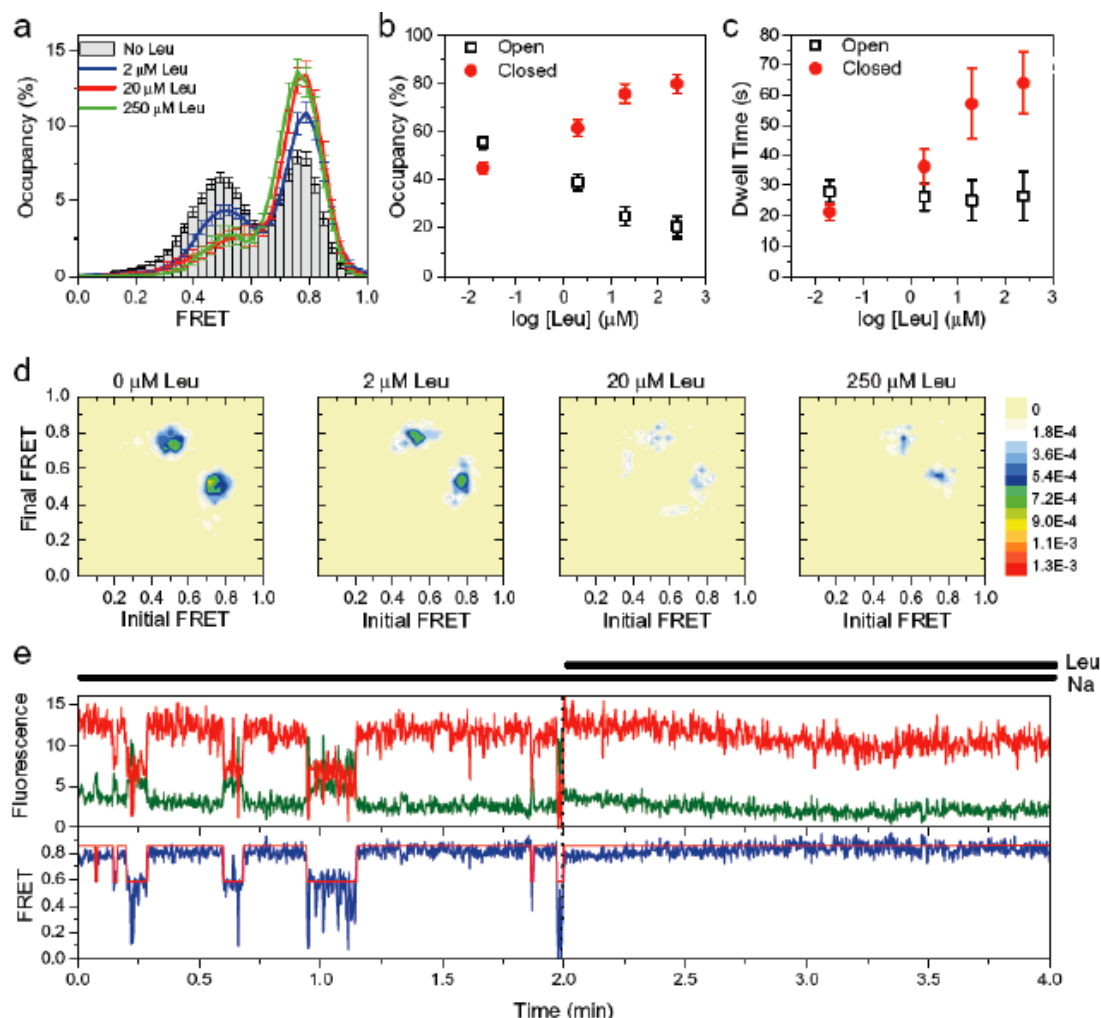 a
No Leu
2 μM Leu
20 μM Leu
250 μM Leu
15
10
5
0
Occupancy (%)
0.0 0.2 0.4 0.6 0.8 1.0
FRET
b
Open
Closed
100
80
60
40
20
0
Occupancy (%)
-2 -1 0 1 2 3
log [Leu] (μM)
c
Open
Closed
80
70
60
50
40
30
20
10
0
Dwell Time (s)
-2 -1 0 1 2 3
log [Leu] (μM)
d
0 μM Leu 2 μM Leu 20 μM Leu 250 μM Leu
1.0
0.8
0.6
0.4
0.2
0.0
Final FRET
0.2 0.4 0.6 0.8 1.0
Initial FRET
0.2 0.4 0.6 0.8 1.0
Initial FRET
0.2 0.4 0.6 0.8 1.0
Initial FRET
0.2 0.4 0.6 0.8 1.0
Initial FRET
0
1.8E-4
3.6E-4
5.4E-4
7.2E-4
9.0E-4
1.1E-3
1.3E-3
e
Leu
Na
15
10
5
0
Fluorescence
0.8
0.6
0.4
0.2
0.0
FRET
0.0 0.5 1.0 1.5 2.0 2.5 3.0 3.5 4.0
Time (min)